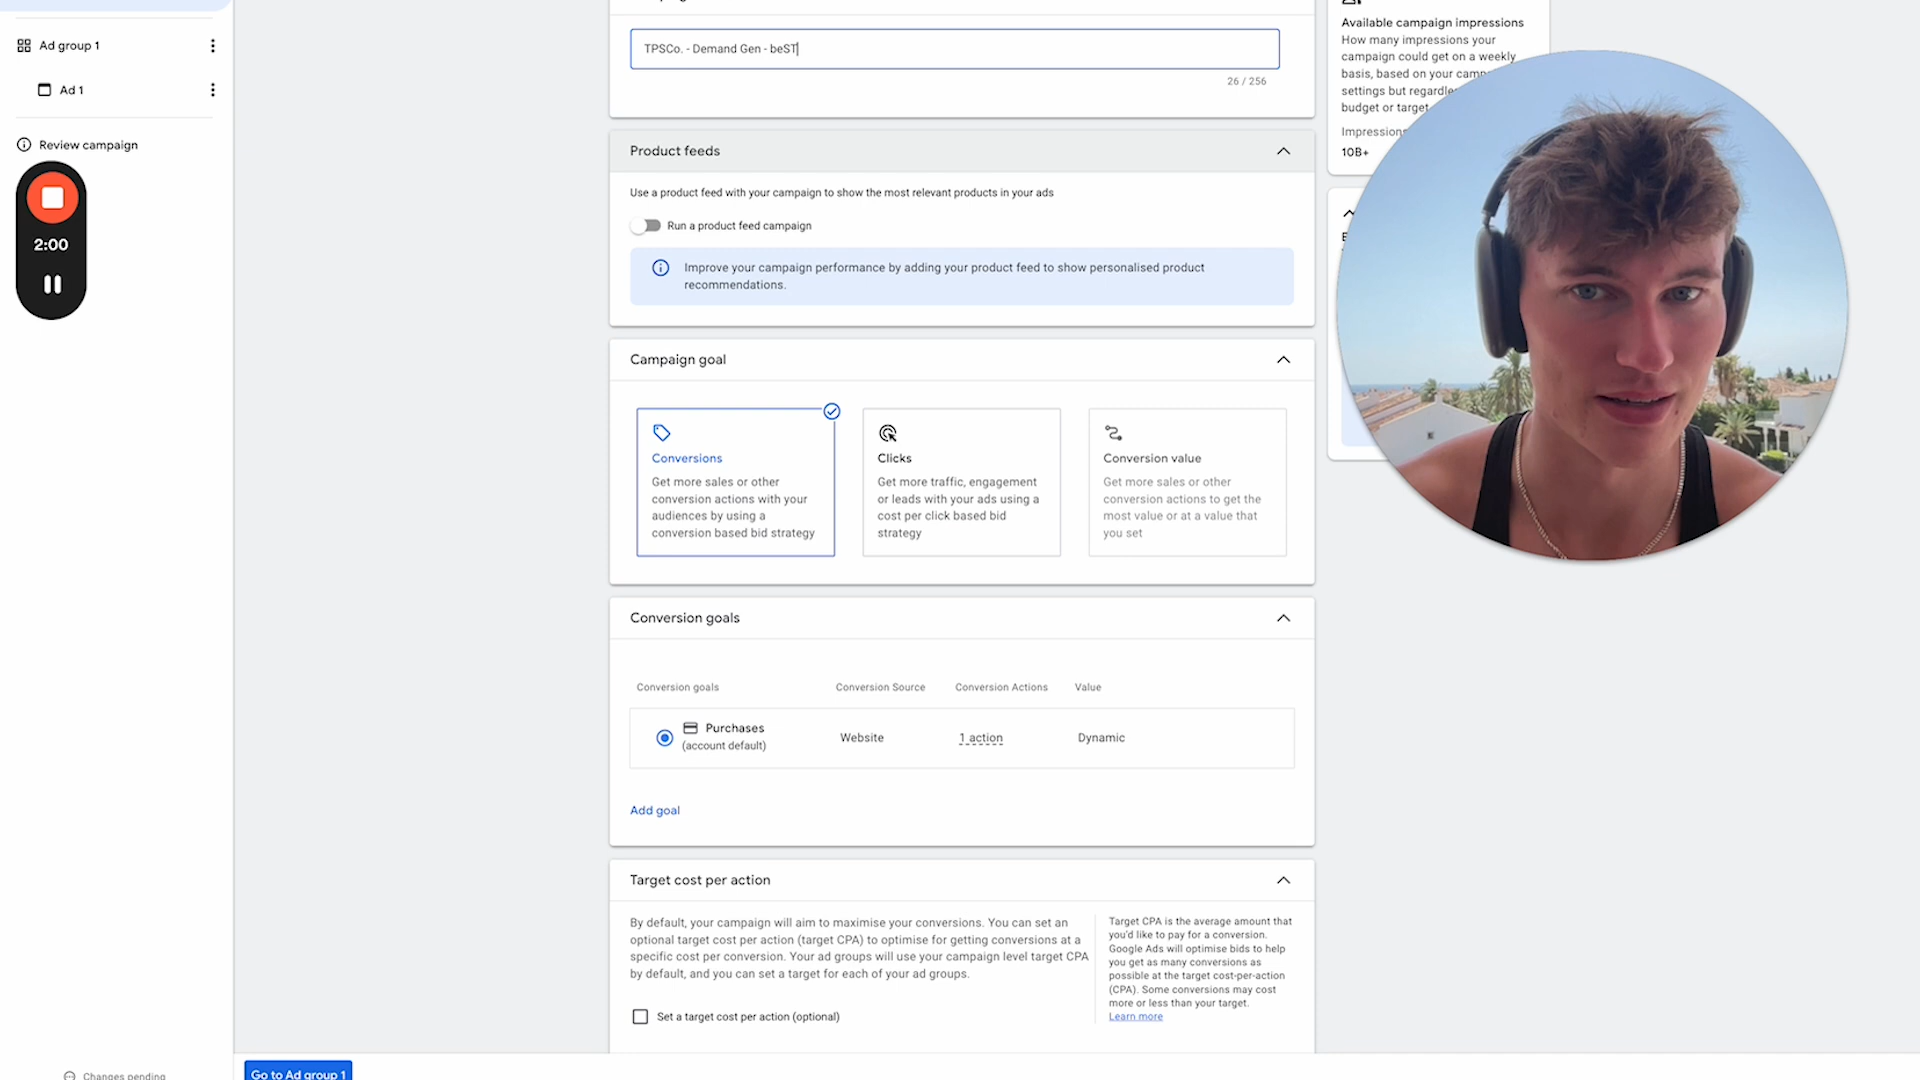 Ad group 1
Ad 1
Review campaign
2:00
Changes pending
TPSCo. - Demand Gen - beST
26 / 256
Product feeds
Use a product feed with your campaign to show the most relevant products in your ads
Run a product feed campaign
Improve your campaign performance by adding your product feed to show personalised product
recommendations.
Campaign goal
Conversions
Get more sales or other
conversion actions with your
audiences by using a
conversion based bid strategy
Clicks
Get more traffic, engagement
or leads with your ads using a
cost per click based bid
strategy
Conversion value
Get more sales or other
conversion actions to get the
most value or at a value that
you set
Conversion goals
Conversion goals Conversion Source Conversion Actions Value
Purchases
(account default)
Website
1 action
Dynamic
Add goal
Target cost per action
By default, your campaign will aim to maximise your conversions. You can set an
optional target cost per action (target CPA) to optimise for getting conversions at a
specific cost per conversion. Your ad groups will use your campaign level target CPA
by default, and you can set a target for each of your ad groups.
Set a target cost per action (optional)
Target CPA is the average amount that
you'd like to pay for a conversion.
Google Ads will optimise bids to help
you get as many conversions as
possible at the target cost-per-action
(CPA). Some conversions may cost
more or less than your target.
Learn more
Go to Ad group 1
Available campaign impressions
How many impressions your
campaign could get on a weekly
basis, based on your
settings but
budget or target
Impressions
10B+